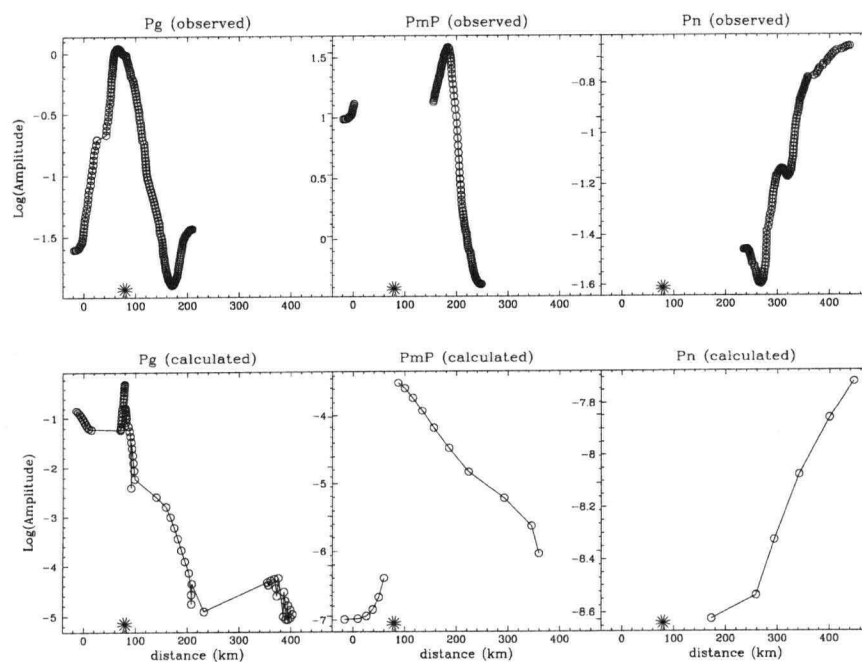 Pg (observed)
PmP (observed)
Pn (observed)
Log(Amplitude)
0
-0.5
-1
-1.5
0 100 200 300 400
1.5
1
0.5
0
0 100 200 300 400
-0.8
-1
-1.2
-1.4
-1.6
0 100 200 300 400
Pg (calculated)
PmP (calculated)
Pn (calculated)
Log(Amplitude)
-1
-2
-3
-4
-5
0 100 200 300 400
distance (km)
-4
-5
-6
-7
0 100 200 300 400
distance (km)
-7.8
-8
-8.2
-8.4
-8.6
0 100 200 300 400
distance (km)